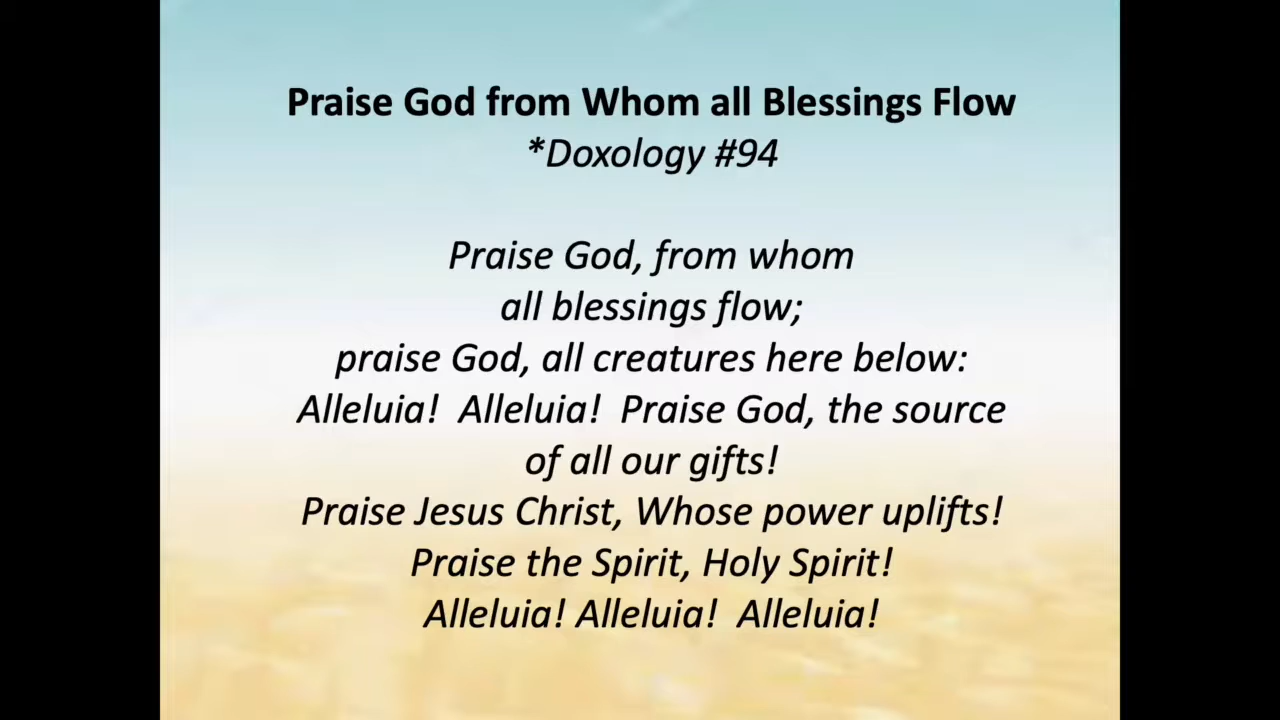 Praise God from Whom all Blessings Flow
*Doxology #94
Praise God, from whom
all blessings flow;
praise God, all creatures here below:
Alleluia!  Alleluia!  Praise God, the source
of all our gifts!
Praise Jesus Christ, Whose power uplifts!
Praise the Spirit, Holy Spirit!
Alleluia! Alleluia!  Alleluia!